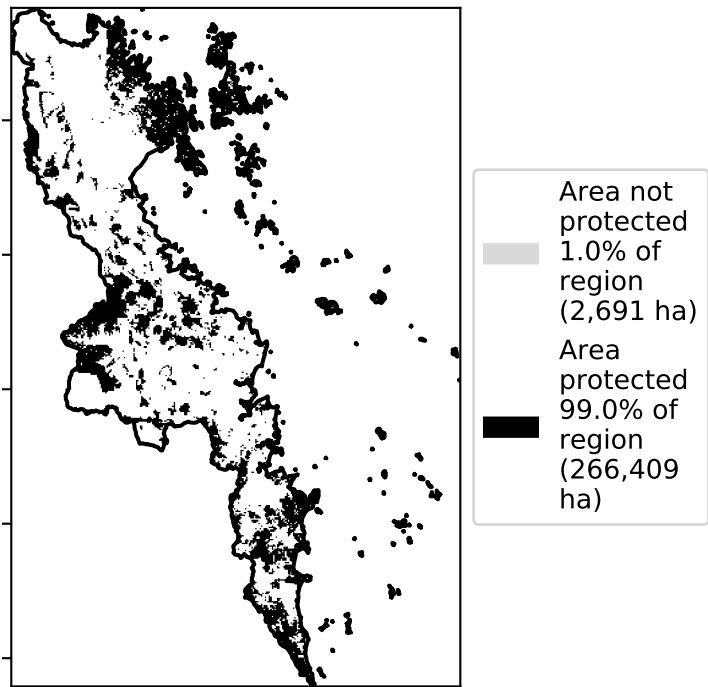 Area not
protected
1.0% of
region
(2,691 ha)
Area
protected
99.0% of
region
(266,409
ha)